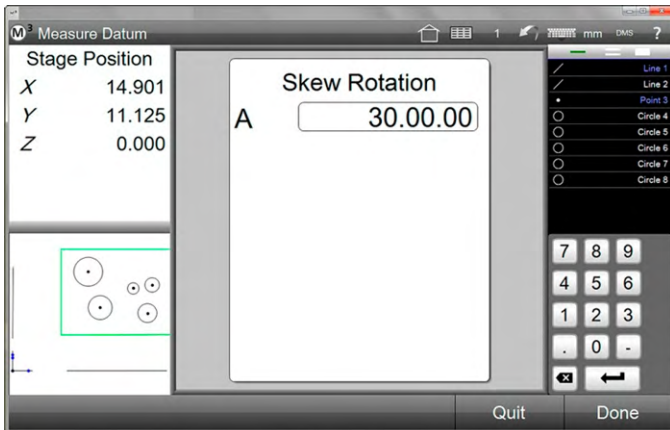 M³ Measure Datum
1
mm
DMS
?
Stage Position
X 14.901
Y 11.125
Z 0.000
Skew Rotation
A 30.00.00
Line 1
Line 2
Point 3
Circle 4
Circle 5
Circle 6
Circle 7
Circle 8
7 8 9
4 5 6
1 2 3
. 0 -
Quit
Done